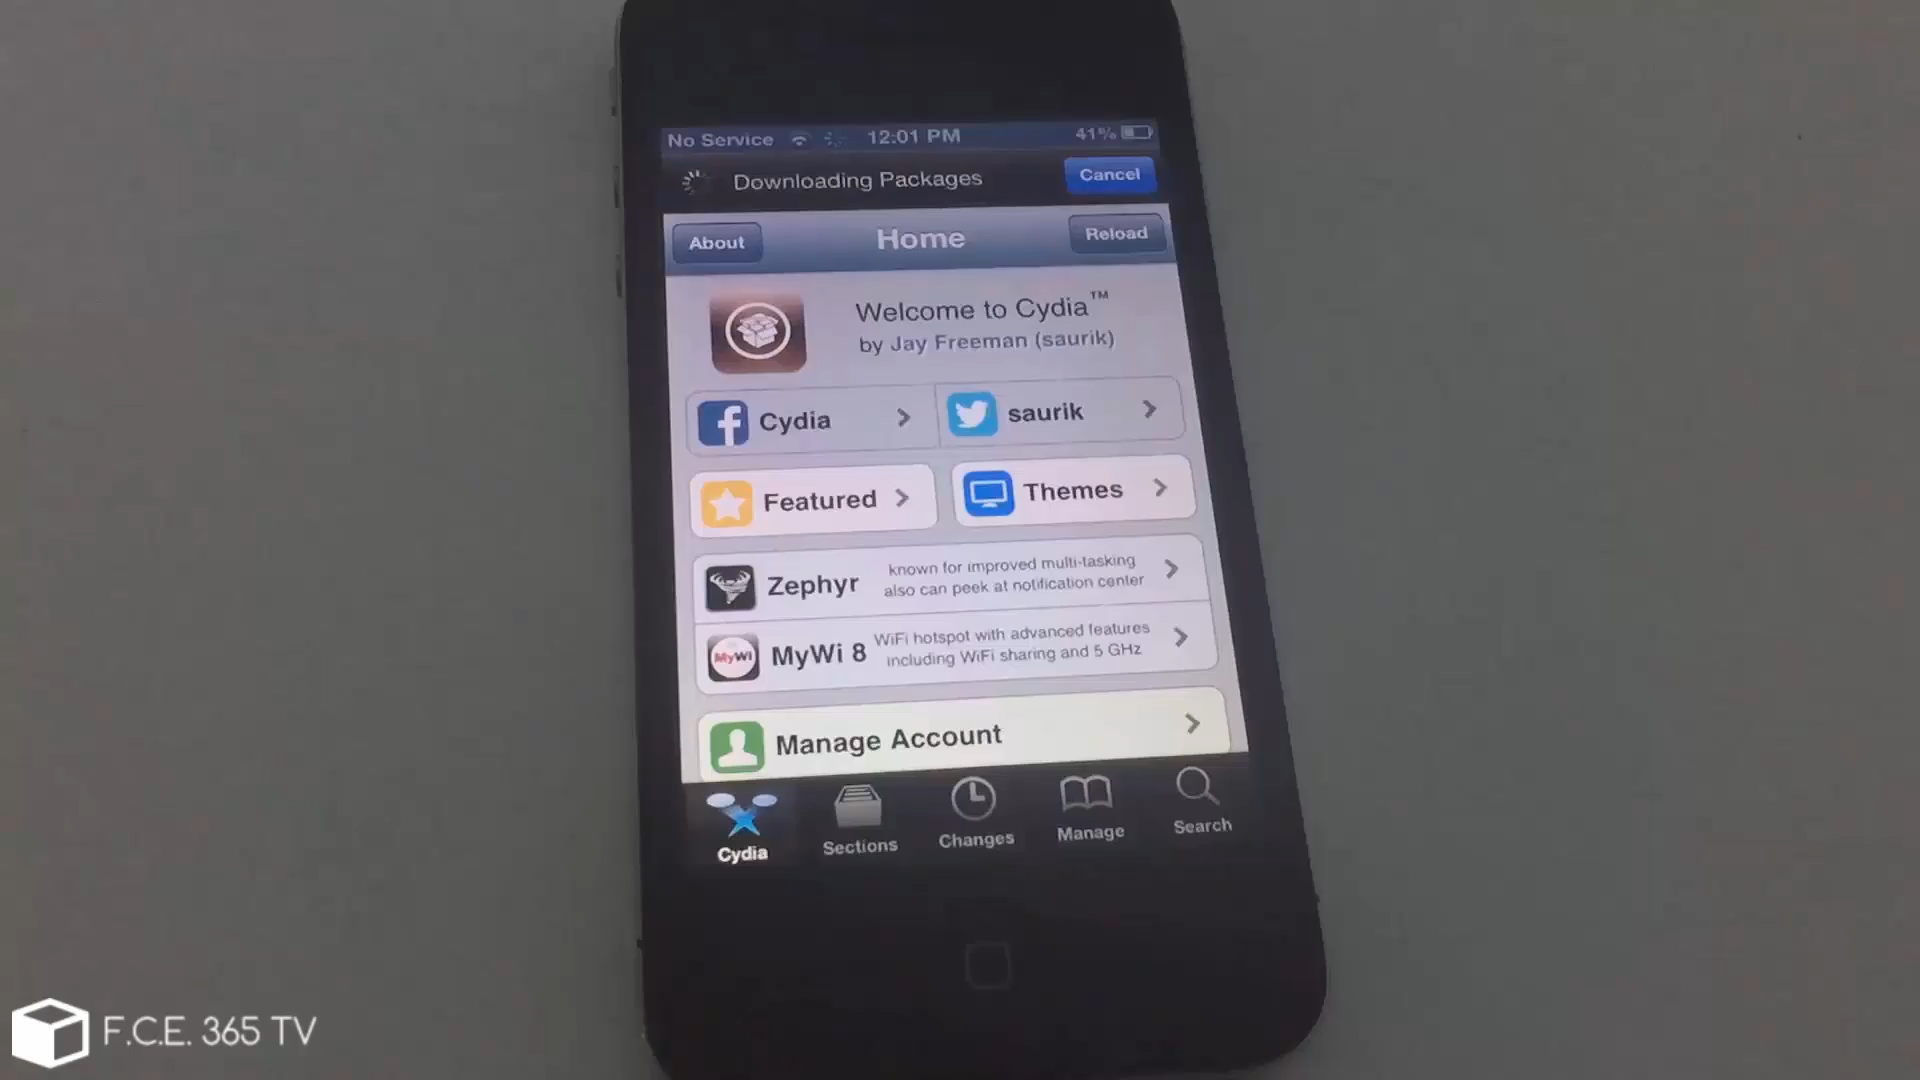 No Service 12:01 PM 41%
Downloading Packages Cancel
About Home Reload
Welcome to Cydia™
by Jay Freeman (saurik)
Cydia saurik
Featured Themes
Zephyr known for improved multi-tasking
also can peek at notification center
MyWi MyWi 8 WiFi hotspot with advanced features
including WiFi sharing and 5 GHz
Manage Account
Cydia Sections Changes Manage Search
F.C.E. 365 TV